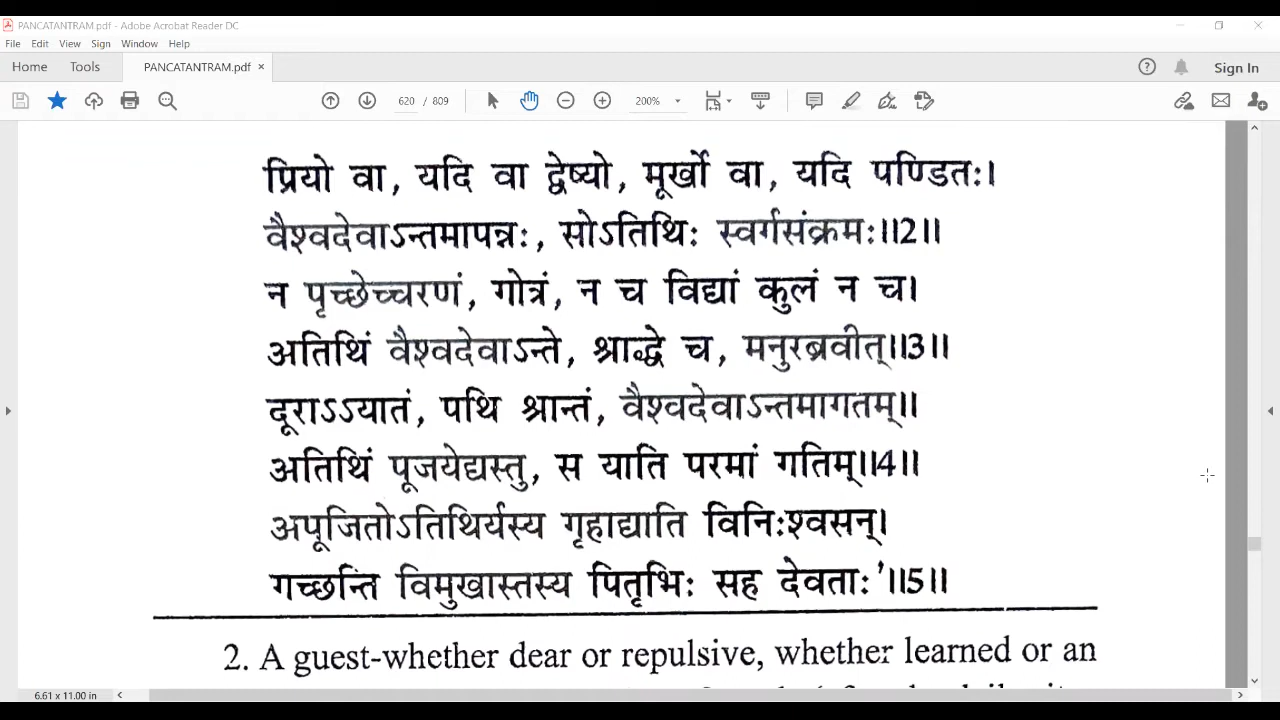 PANCATANTRAM.pdf - Adobe Acrobat Reader DC
File Edit View Sign Window Help
Home Tools PANCATANTRAM.pdf × Sign In
620 / 809 200%
प्रियो वा, यदि वा द्वेष्यो, मूर्खो वा, यदि पण्डितः।
वैश्वदेवाऽन्तमापन्नः, सोऽतिथिः स्वर्गसंक्रमः॥2॥
न पृच्छेच्चरणं, गोत्रं, न च विद्यां कुलं न च।
अतिथिं वैश्वदेवाऽन्ते, श्राद्धे च, मनुरब्रवीत्॥3॥
दूराऽऽयातं, पथि श्रान्तं, वैश्वदेवाऽन्तमागतम्॥
अतिथिं पूजयेद्यस्तु, स याति परमां गतिम्॥4॥
अपूजितोऽतिथिर्यस्य गृहाद्याति विनिःश्वसन्।
गच्छन्ति विमुखास्तस्य पितृभिः सह देवताः'॥5॥
2. A guest-whether dear or repulsive, whether learned or an
6.61 x 11.00 in